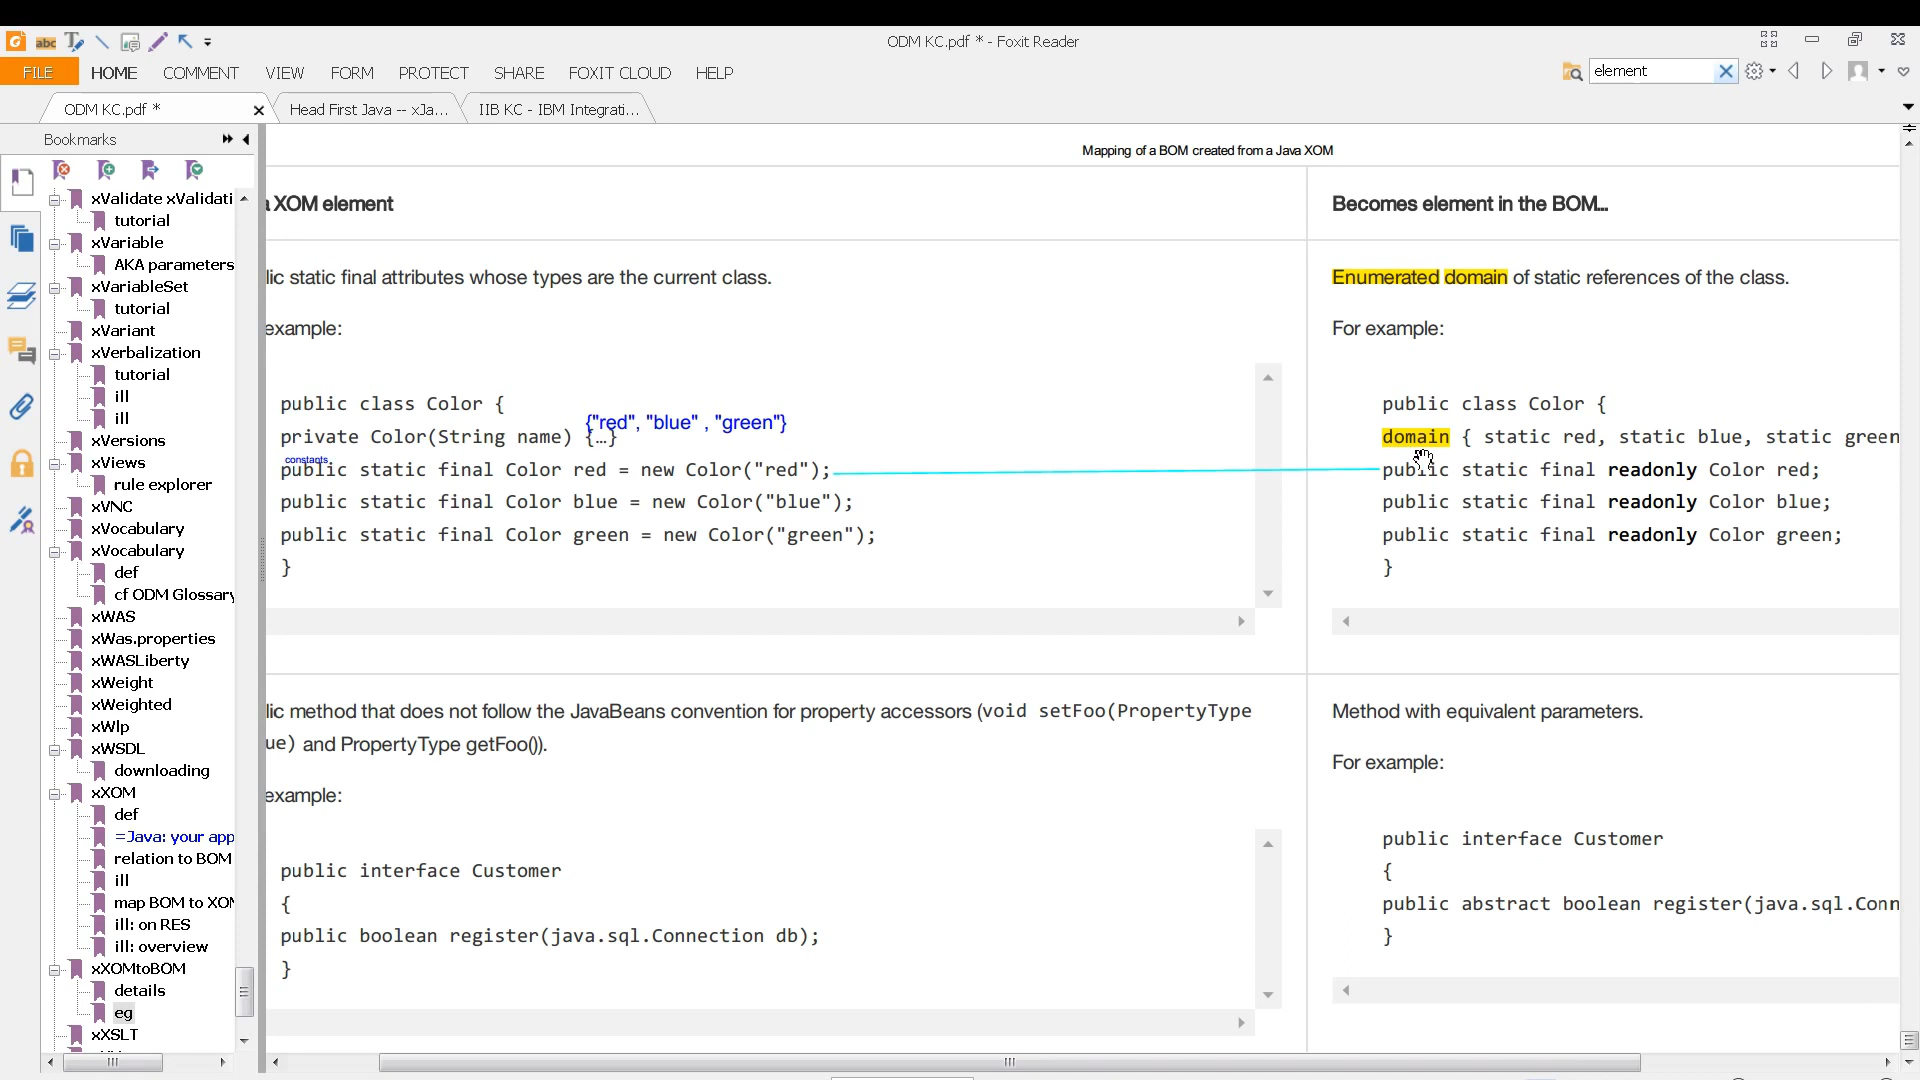 abc
ODM KC.pdf * - Foxit Reader
FILE
HOME
COMMENT
VIEW
FORM
PROTECT
SHARE
FOXIT CLOUD
HELP
element
ODM KC.pdf *
Head First Java -- xJa...
IIB KC - IBM Integrati...
Bookmarks
xValidate xValidati
tutorial
xVariable
AKA parameters
xVariableSet
tutorial
xVariant
xVerbalization
tutorial
ill
ill
xVersions
xViews
rule explorer
xVNC
xVocabulary
xVocabulary
def
cf ODM Glossary
xWAS
xWas.properties
xWASLiberty
xWeight
xWeighted
xWlp
xWSDL
downloading
xXOM
def
=Java: your app
relation to BOM
ill
map BOM to XOM
ill: on RES
ill: overview
xXOMtoBOM
details
eg
xXSLT
Mapping of a BOM created from a Java XOM
a XOM element
lic static final attributes whose types are the current class.
example:
public class Color {
{"red", "blue" , "green"}
private Color(String name) {…}
constants
public static final Color red = new Color("red");
public static final Color blue = new Color("blue");
public static final Color green = new Color("green");
}
lic method that does not follow the JavaBeans convention for property accessors (void setFoo(PropertyType
ue) and PropertyType getFoo()).
example:
public interface Customer
{
public boolean register(java.sql.Connection db);
}
Becomes element in the BOM...
Enumerated domain of static references of the class.
For example:
public class Color {
domain { static red, static blue, static green
public static final readonly Color red;
public static final readonly Color blue;
public static final readonly Color green;
}
Method with equivalent parameters.
For example:
public interface Customer
{
public abstract boolean register(java.sql.Conn
}